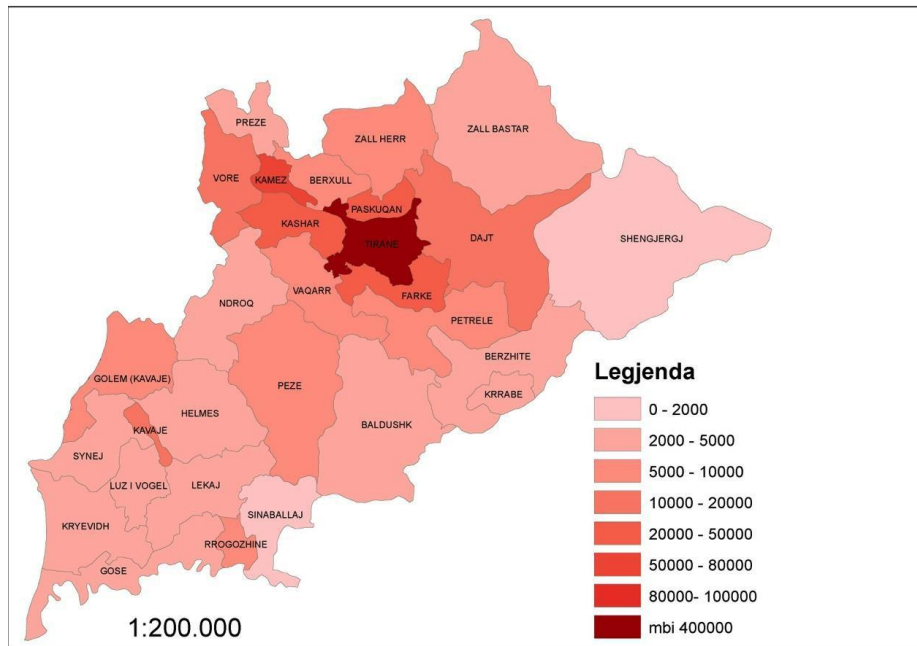 PREZE
ZALL HERR
ZALL BASTAR
VORE
KAMEZ
BERXULL
PASKUQAN
KASHAR
TIRANE
DAJT
SHENGJERGJ
NDROQ
VAQARR
FARKE
PETRELE
BERZHITE
GOLEM (KAVAJE)
PEZE
KRRABE
HELMES
BALDUSHK
KAVAJE
SYNEJ
LUZ I VOGEL
LEKAJ
SINABALLAJ
KRYEVIDH
RROGOZHINE
GOSE
1:200.000
Legjenda
0 - 2000
2000 - 5000
5000 - 10000
10000 - 20000
20000 - 50000
50000 - 80000
80000- 100000
mbi 400000